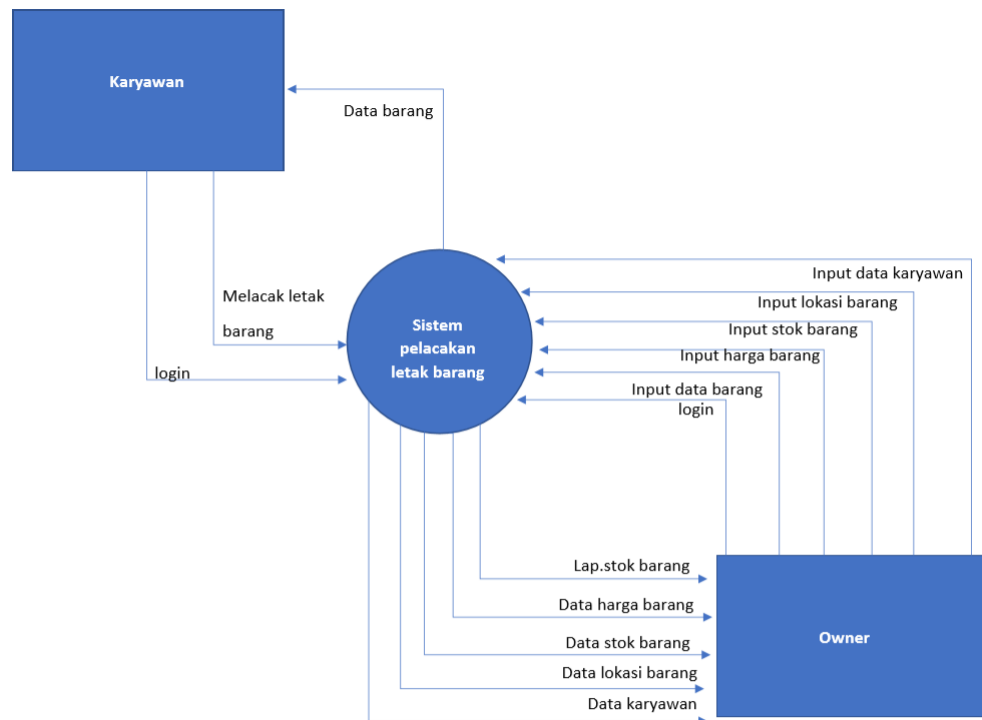 Karyawan
Data barang
Input data karyawan
Melacak letak
Input lokasi barang
barang
Input stok barang
Sistem
pelacakan
letak barang
Input harga barang
login
Input data barang
login
Lap.stok barang
Data harga barang
Owner
Data stok barang
Data lokasi barang
Data karyawan